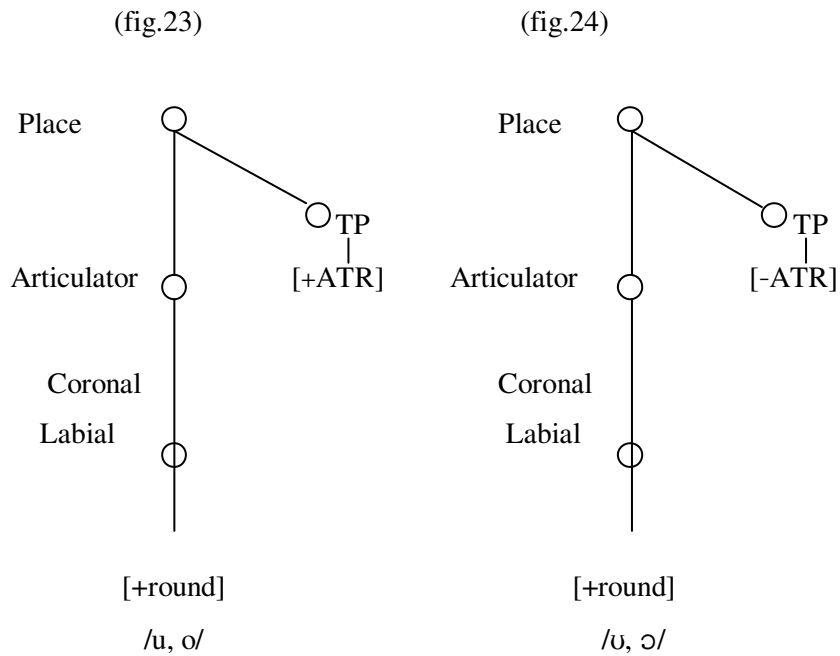 (fig.23) (fig.24)
Place Place
TP TP
Articulator [+ATR] Articulator [-ATR]
Coronal Coronal
Labial Labial
[+round] [+round]
/u, o/ /ʊ, ɔ/